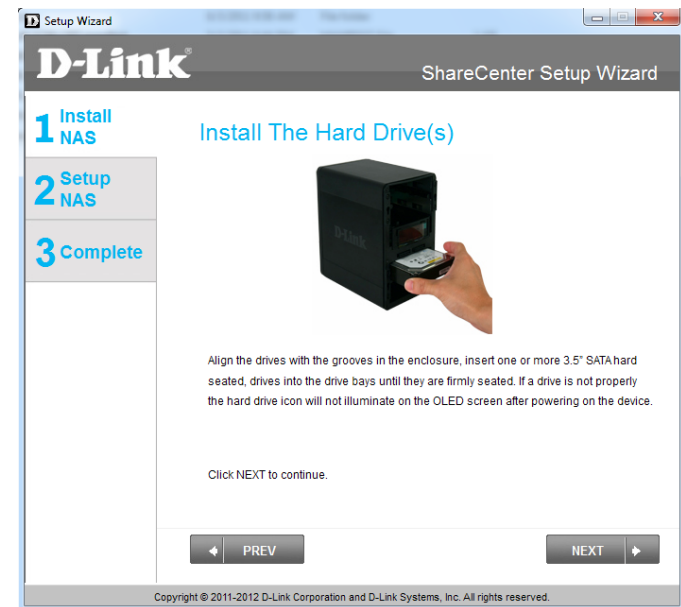 Setup Wizard
D-Link®
ShareCenter Setup Wizard
1 Install
NAS
2 Setup
NAS
3 Complete
Install The Hard Drive(s)
D-Link
Align the drives with the grooves in the enclosure, insert one or more 3.5" SATA hard
seated, drives into the drive bays until they are firmly seated. If a drive is not properly
the hard drive icon will not illuminate on the OLED screen after powering on the device.
Click NEXT to continue.
PREV
NEXT
Copyright © 2011-2012 D-Link Corporation and D-Link Systems, Inc. All rights reserved.